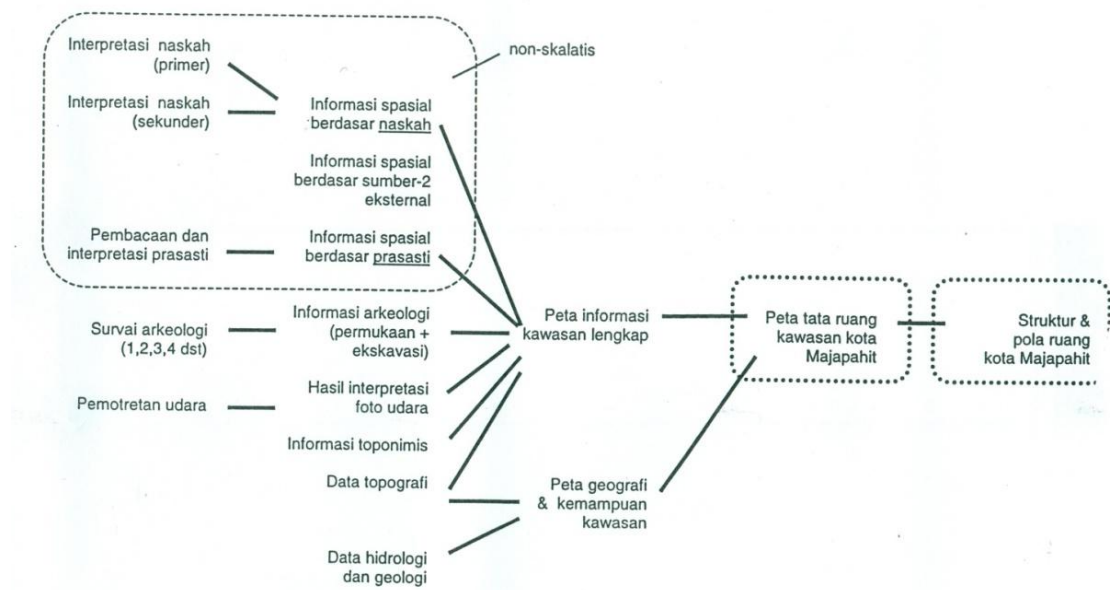 Interpretasi naskah
(primer)
non-skalatis
Interpretasi naskah
(sekunder)
Informasi spasial
berdasar naskah
Informasi spasial
berdasar sumber-2
eksternal
Pembacaan dan
interpretasi prasasti
Informasi spasial
berdasar prasasti
Survai arkeologi
(1,2,3,4 dst)
Informasi arkeologi
(permukaan +
ekskavasi)
Peta informasi
kawasan lengkap
Peta tata ruang
kawasan kota
Majapahit
Struktur &
pola ruang
kota Majapahit
Pemotretan udara
Hasil interpretasi
foto udara
Informasi toponimis
Data topografi
Peta geografi
& kemampuan
kawasan
Data hidrologi
dan geologi